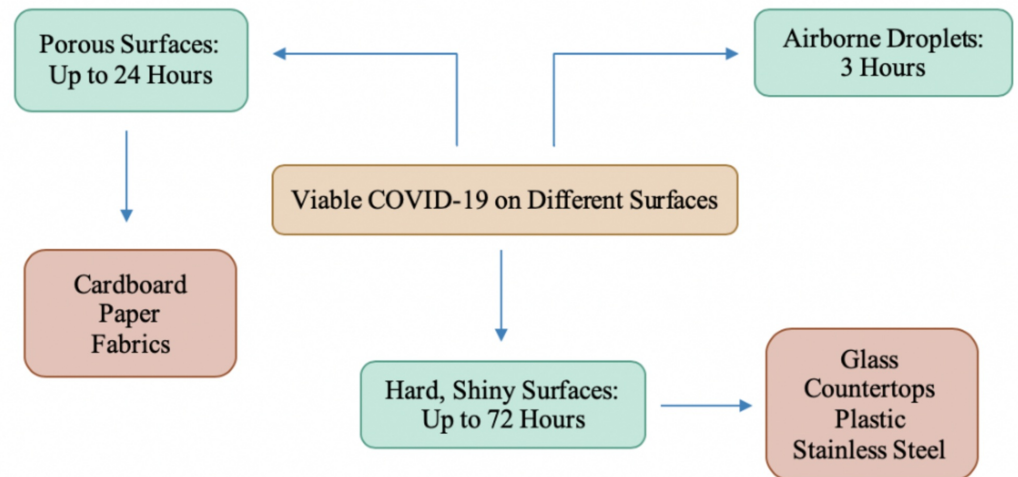 Porous Surfaces:
Up to 24 Hours
Airborne Droplets:
3 Hours
Viable COVID-19 on Different Surfaces
Cardboard
Paper
Fabrics
Hard, Shiny Surfaces:
Up to 72 Hours
Glass
Countertops
Plastic
Stainless Steel